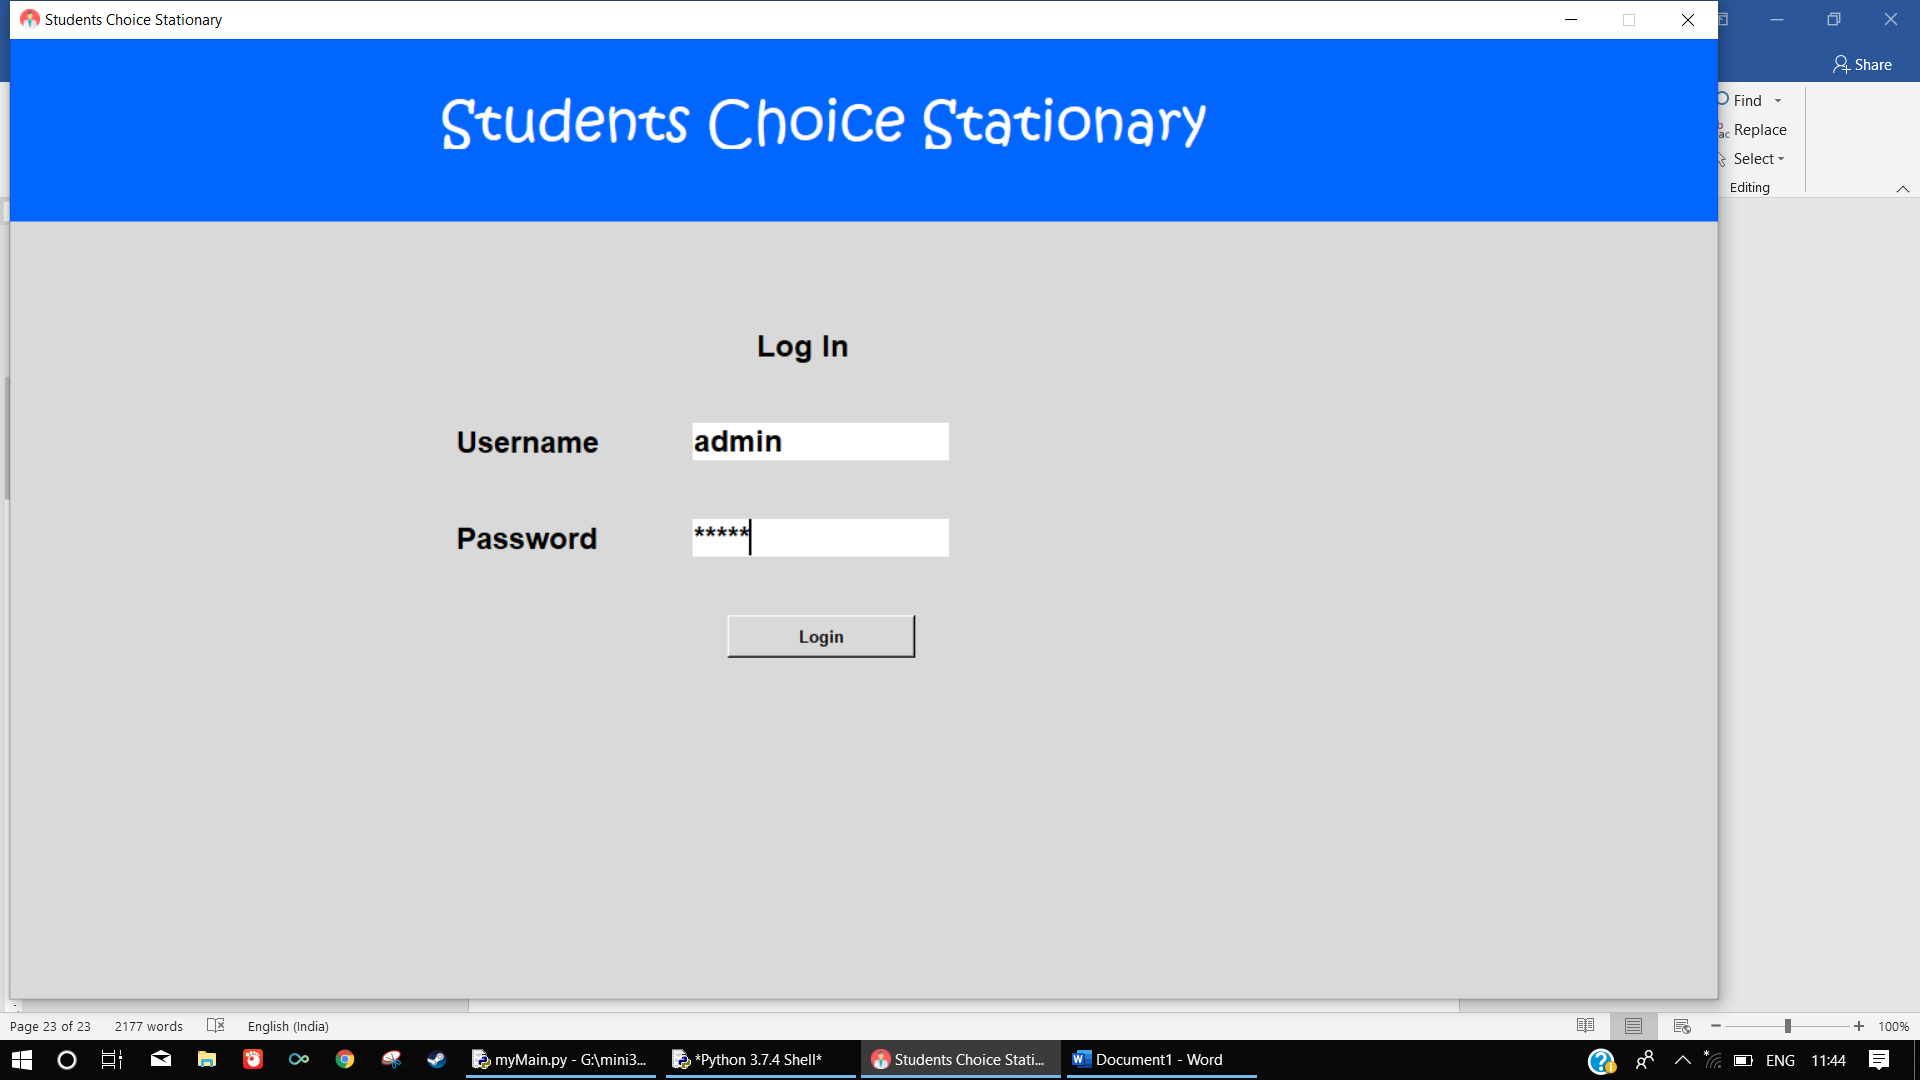 Students Choice Stationary
Share
Students Choice Stationary
Find
Replace
Select
Editing
Log In
Username
admin
Password
*****
Login
Page 23 of 23
2177 words
English (India)
100%
myMain.py - G:\mini3...
*Python 3.7.4 Shell*
Students Choice Stati...
Document1 - Word
ENG
11:44